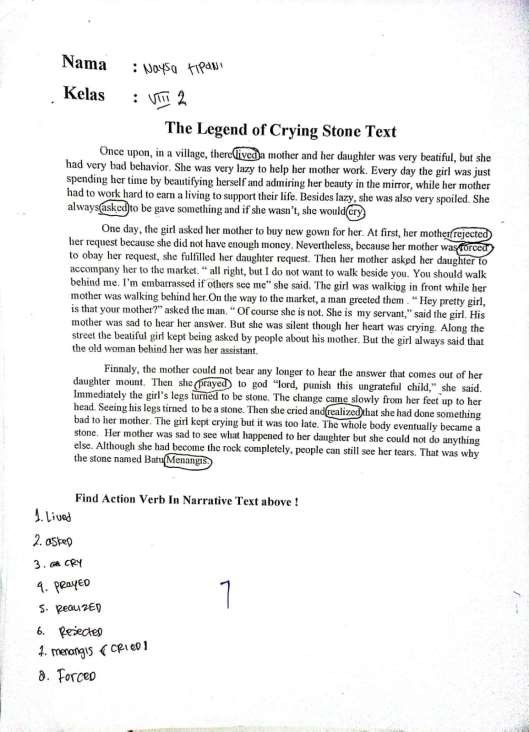 Nama : Naysa tipani
Kelas : VIII 2
The Legend of Crying Stone Text
Once upon, in a village, there lived a mother and her daughter was very beatiful, but she
had very bad behavior. She was very lazy to help her mother work. Every day the girl was just
spending her time by beautifying herself and admiring her beauty in the mirror, while her mother
had to work hard to earn a living to support their life. Besides lazy, she was also very spoiled. She
always asked to be gave something and if she wasn't, she would cry.
One day, the girl asked her mother to buy new gown for her. At first, her mother rejected
her request because she did not have enough money. Nevertheless, because her mother was forced
to obay her request, she fulfilled her daughter request. Then her mother asked her daughter to
accompany her to the market. “ all right, but I do not want to walk beside you. You should walk
behind me. I'm embarrassed if others see me” she said. The girl was walking in front while her
mother was walking behind her.On the way to the market, a man greeted them . “ Hey pretty girl,
is that your mother?” asked the man. “ Of course she is not. She is my servant,” said the girl. His
mother was sad to hear her answer. But she was silent though her heart was crying. Along the
street the beatiful girl kept being asked by people about his mother. But the girl always said that
the old woman behind her was her assistant.
Finnaly, the mother could not bear any longer to hear the answer that comes out of her
daughter mount. Then she prayed to god “lord, punish this ungrateful child,” she said.
Immediately the girl's legs turned to be stone. The change came slowly from her feet up to her
head. Seeing his legs tirned to be a stone. Then she cried and realized that she had done something
bad to her mother. The girl kept crying but it was too late. The whole body eventually became a
stone. Her mother was sad to see what happened to her daughter but she could not do anything
else. Although she had become the rock completely, people can still see her tears. That was why
the stone named Batu Menangis.
Find Action Verb In Narrative Text above !
1. Lived
2. asked
3. CRY
4. PRAYED
5. REALIZED
6. Rejected
7. menangis ( CRIED )
8. Forced
7